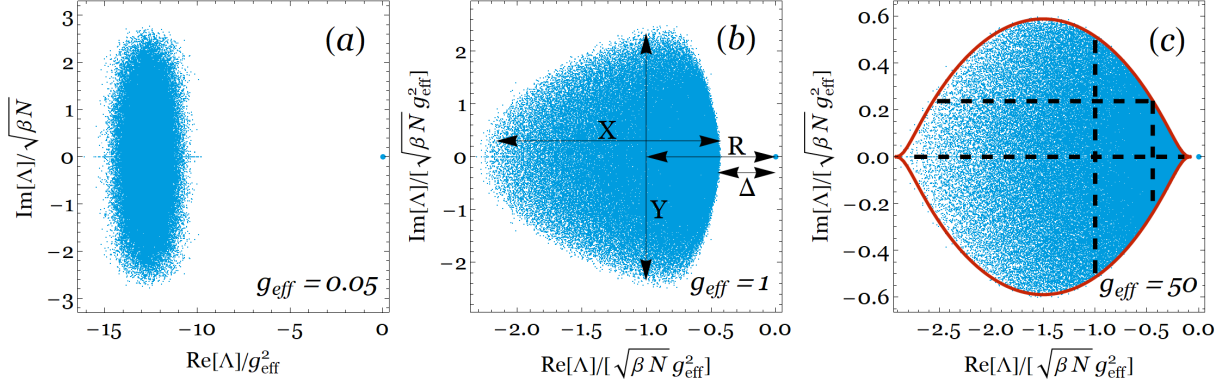 (a)
Im[Λ]/√βN
3
2
1
0
−1
−2
−3
g_eff = 0.05
−15
−10
−5
0
Re[Λ]/g²_eff
(b)
Im[Λ]/[√βN g²_eff]
2
1
0
−1
−2
X
R
Δ
Y
g_eff = 1
−2.0
−1.5
−1.0
−0.5
0.0
Re[Λ]/[√βN g²_eff]
(c)
Im[Λ]/[√βN g²_eff]
0.6
0.4
0.2
0.0
−0.2
−0.4
−0.6
g_eff = 50
−2.5
−2.0
−1.5
−1.0
−0.5
0.0
Re[Λ]/[√βN g²_eff]